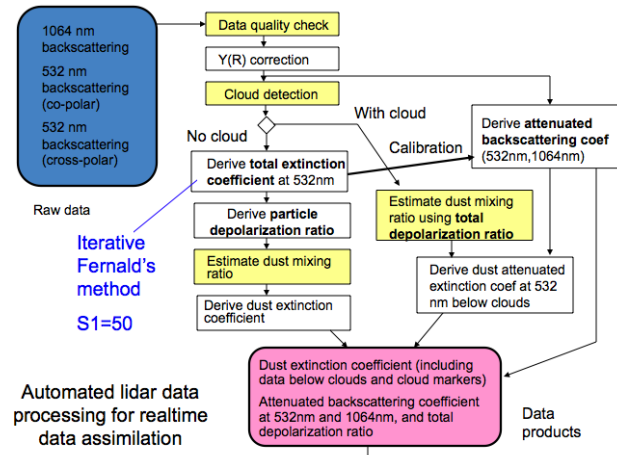 1064 nm
backscattering
532 nm
backscattering
(co-polar)
532 nm
backscattering
(cross-polar)
Raw data
Data quality check
Y(R) correction
Cloud detection
With cloud
No cloud
Calibration
Derive attenuated
backscattering coef
(532nm,1064nm)
Derive total extinction
coefficient at 532nm
Derive particle
depolarization ratio
Estimate dust mixing
ratio using total
depolarization ratio
Iterative
Fernald's
method
S1=50
Estimate dust mixing
ratio
Derive dust extinction
coefficient
Derive dust attenuated
extinction coef at 532
nm below clouds
Dust extinction coefficient (including
data below clouds and cloud markers)
Attenuated backscattering coefficient
at 532nm and 1064nm, and total
depolarization ratio
Automated lidar data
processing for realtime
data assimilation
Data
products